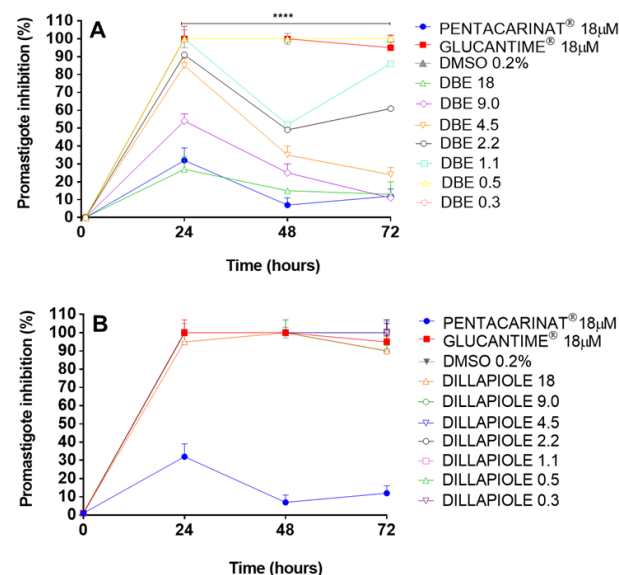 A
****
Promastigote inhibition (%)
110
100
90
80
70
60
50
40
30
20
10
0
0 24 48 72
Time (hours)
PENTACARINAT® 18µM
GLUCANTIME® 18µM
DMSO 0.2%
DBE 18
DBE 9.0
DBE 4.5
DBE 2.2
DBE 1.1
DBE 0.5
DBE 0.3
B
Promastigote inhibition (%)
110
100
90
80
70
60
50
40
30
20
10
0
0 24 48 72
Time (hours)
PENTACARINAT® 18µM
GLUCANTIME® 18µM
DMSO 0.2%
DILLAPIOLE 18
DILLAPIOLE 9.0
DILLAPIOLE 4.5
DILLAPIOLE 2.2
DILLAPIOLE 1.1
DILLAPIOLE 0.5
DILLAPIOLE 0.3